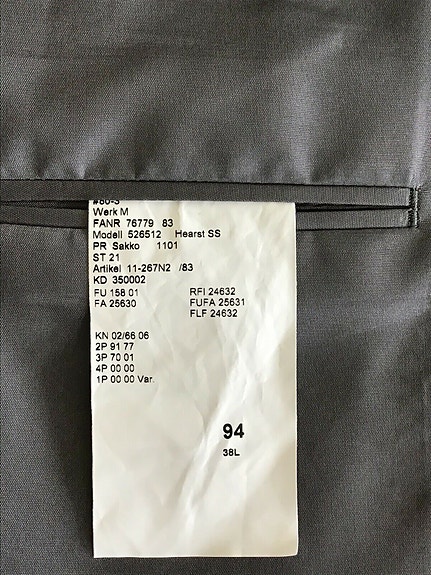 #80-3
Werk M
FANR 76779 83
Modell 526512 Hearst SS
PR Sakko 1101
ST 21
Artikel 11-267N2 /83
KD 350002
FU 158 01 RFI 24632
FA 25630 FUFA 25631
FLF 24632
KN 02/66 06
2P 91 77
3P 70 01
4P 00 00
1P 00 00 Var.
94
38L